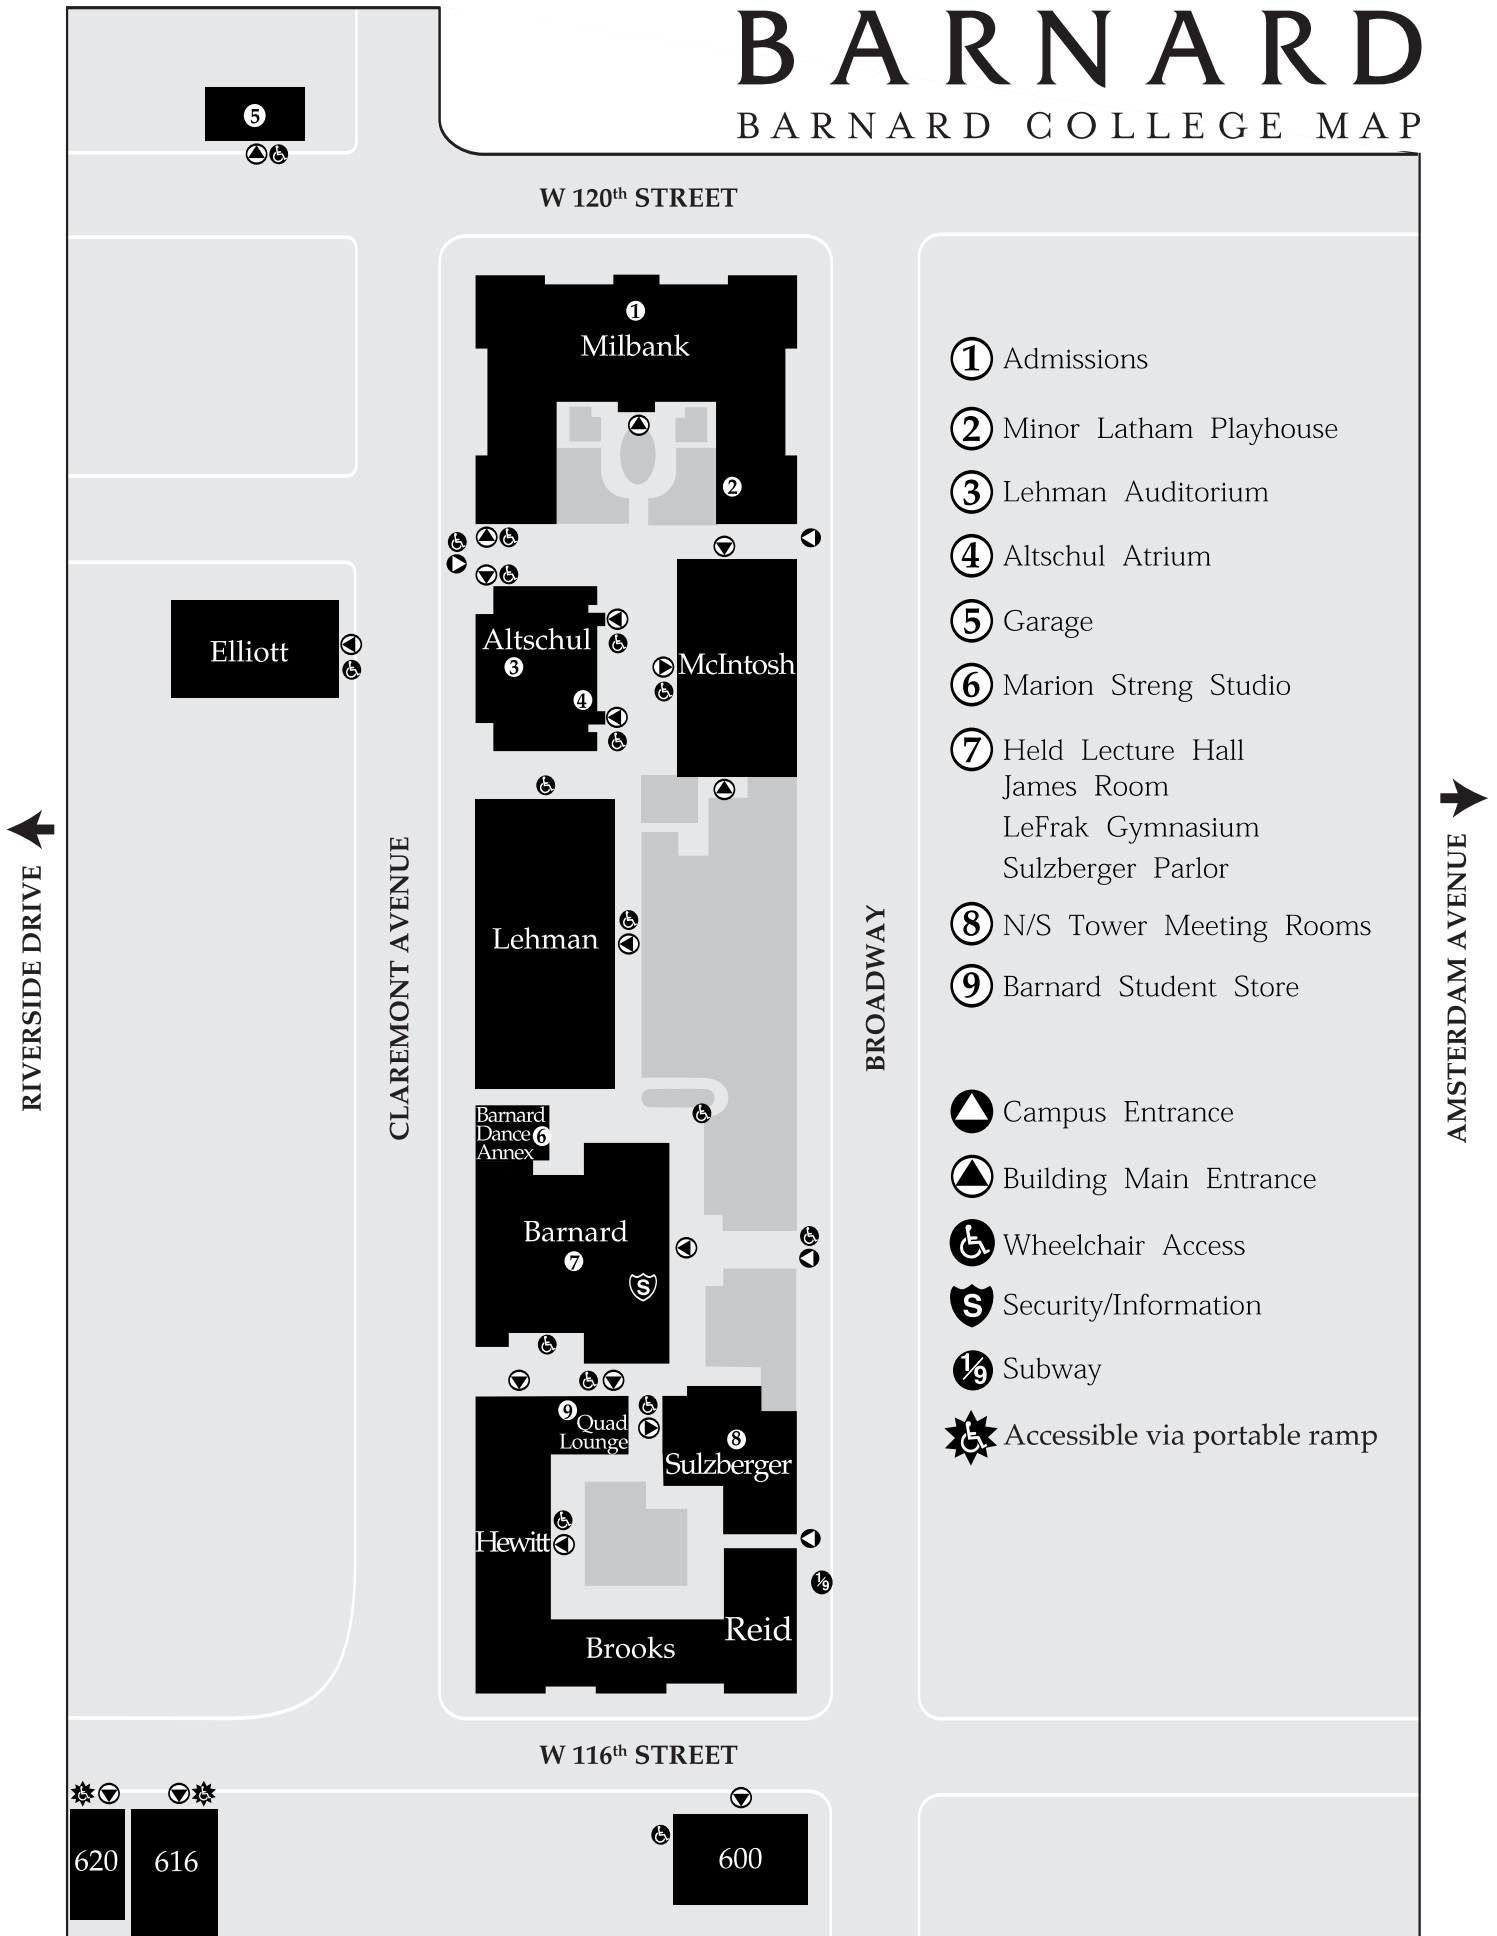 BARNARD
BARNARD COLLEGE MAP
5
W 120th STREET
1
Milbank
2
Elliott
Altschul
3
4
McIntosh
Lehman
Barnard
Dance
Annex
6
Barnard
7
S
9
Quad
Lounge
8
Sulzberger
Hewitt
1/9
Reid
Brooks
W 116th STREET
620
616
600
RIVERSIDE DRIVE
CLAREMONT AVENUE
BROADWAY
AMSTERDAM AVENUE
1 Admissions
2 Minor Latham Playhouse
3 Lehman Auditorium
4 Altschul Atrium
5 Garage
6 Marion Streng Studio
7 Held Lecture Hall
James Room
LeFrak Gymnasium
Sulzberger Parlor
8 N/S Tower Meeting Rooms
9 Barnard Student Store
Campus Entrance
Building Main Entrance
Wheelchair Access
S Security/Information
1/9 Subway
Accessible via portable ramp